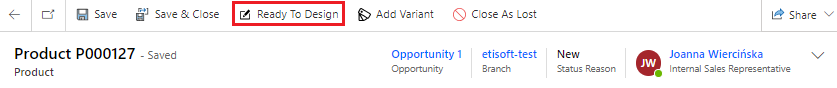 Save Save & Close Ready To Design Add Variant Close As Lost Share
Product P000127 - Saved
Product
Opportunity 1
Opportunity
etisoft-test
Branch
New
Status Reason
JW
Joanna Wiercińska
Internal Sales Representative